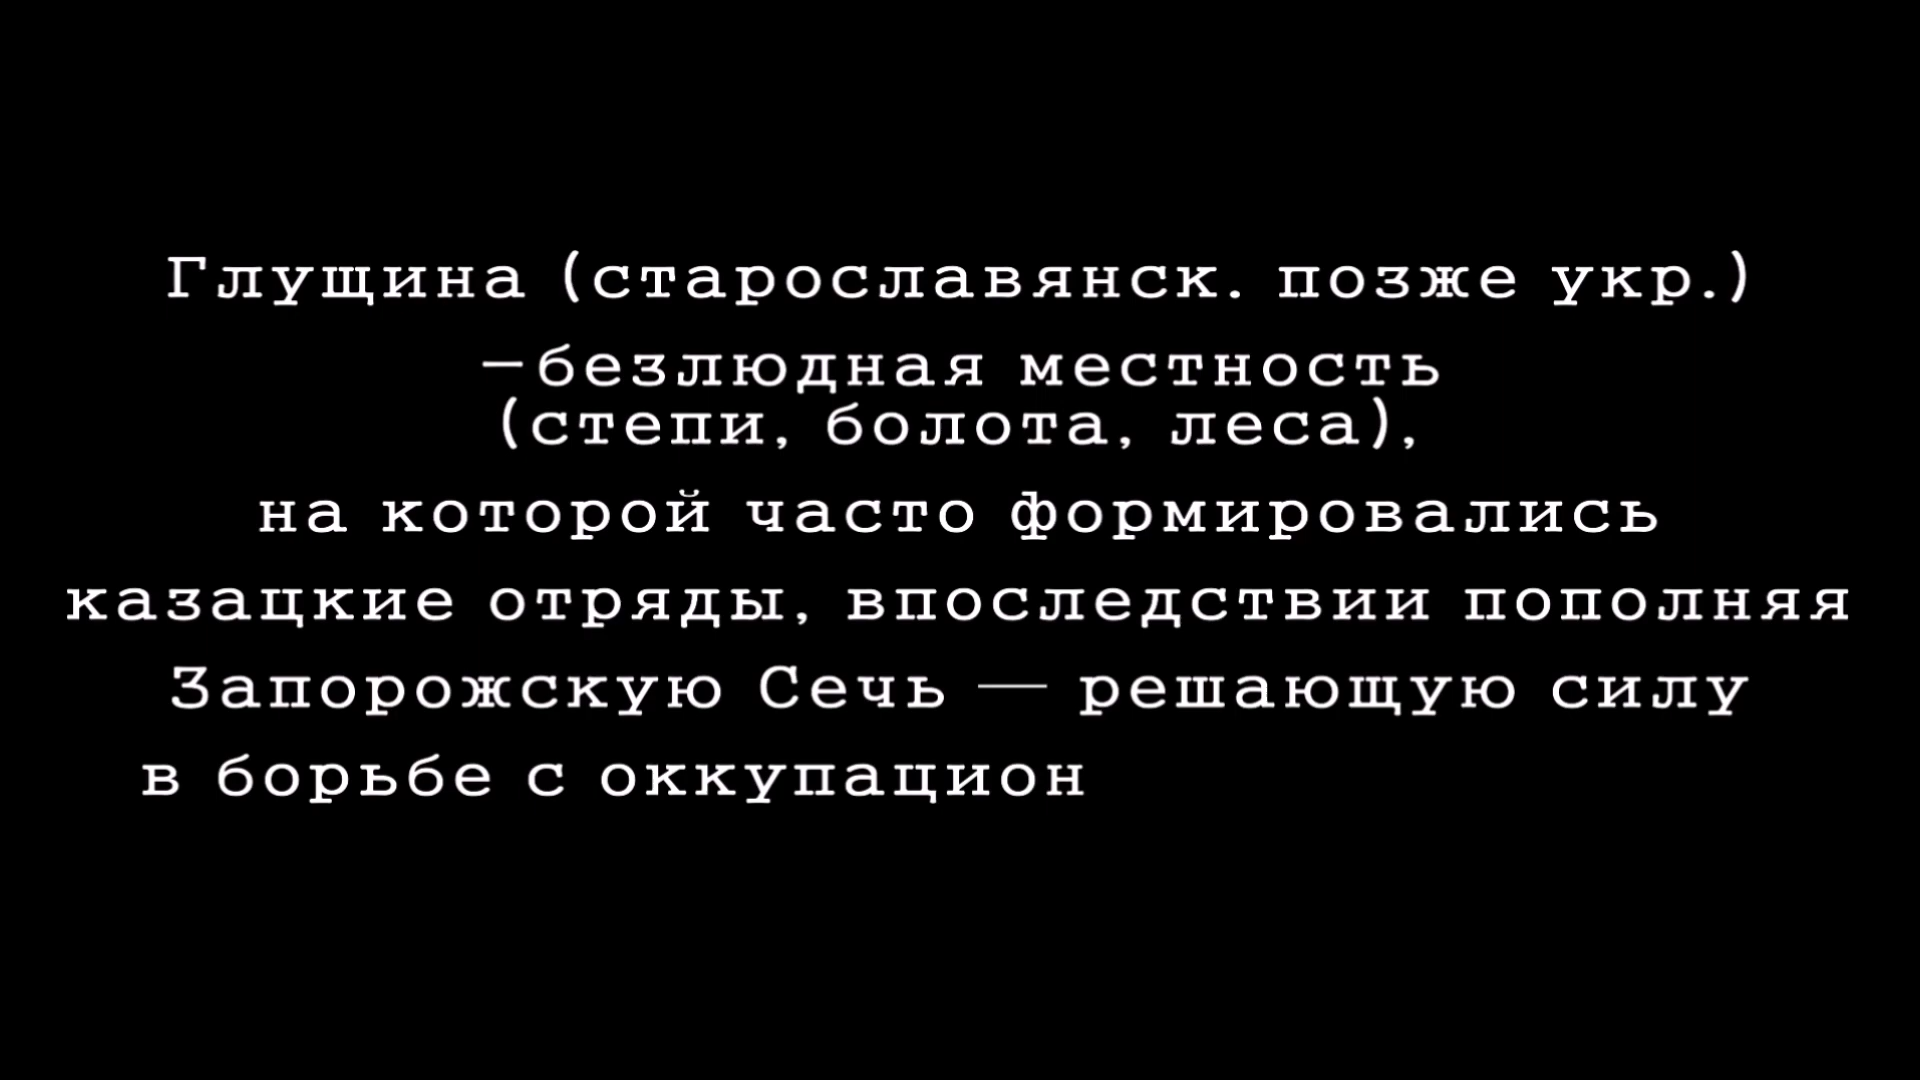 Глущина (старославянск. позже укр.)
—безлюдная местность
(степи, болота, леса),
на которой часто формировались
казацкие отряды, впоследствии пополняя
Запорожскую Сечь — решающую силу
в борьбе с оккупацион